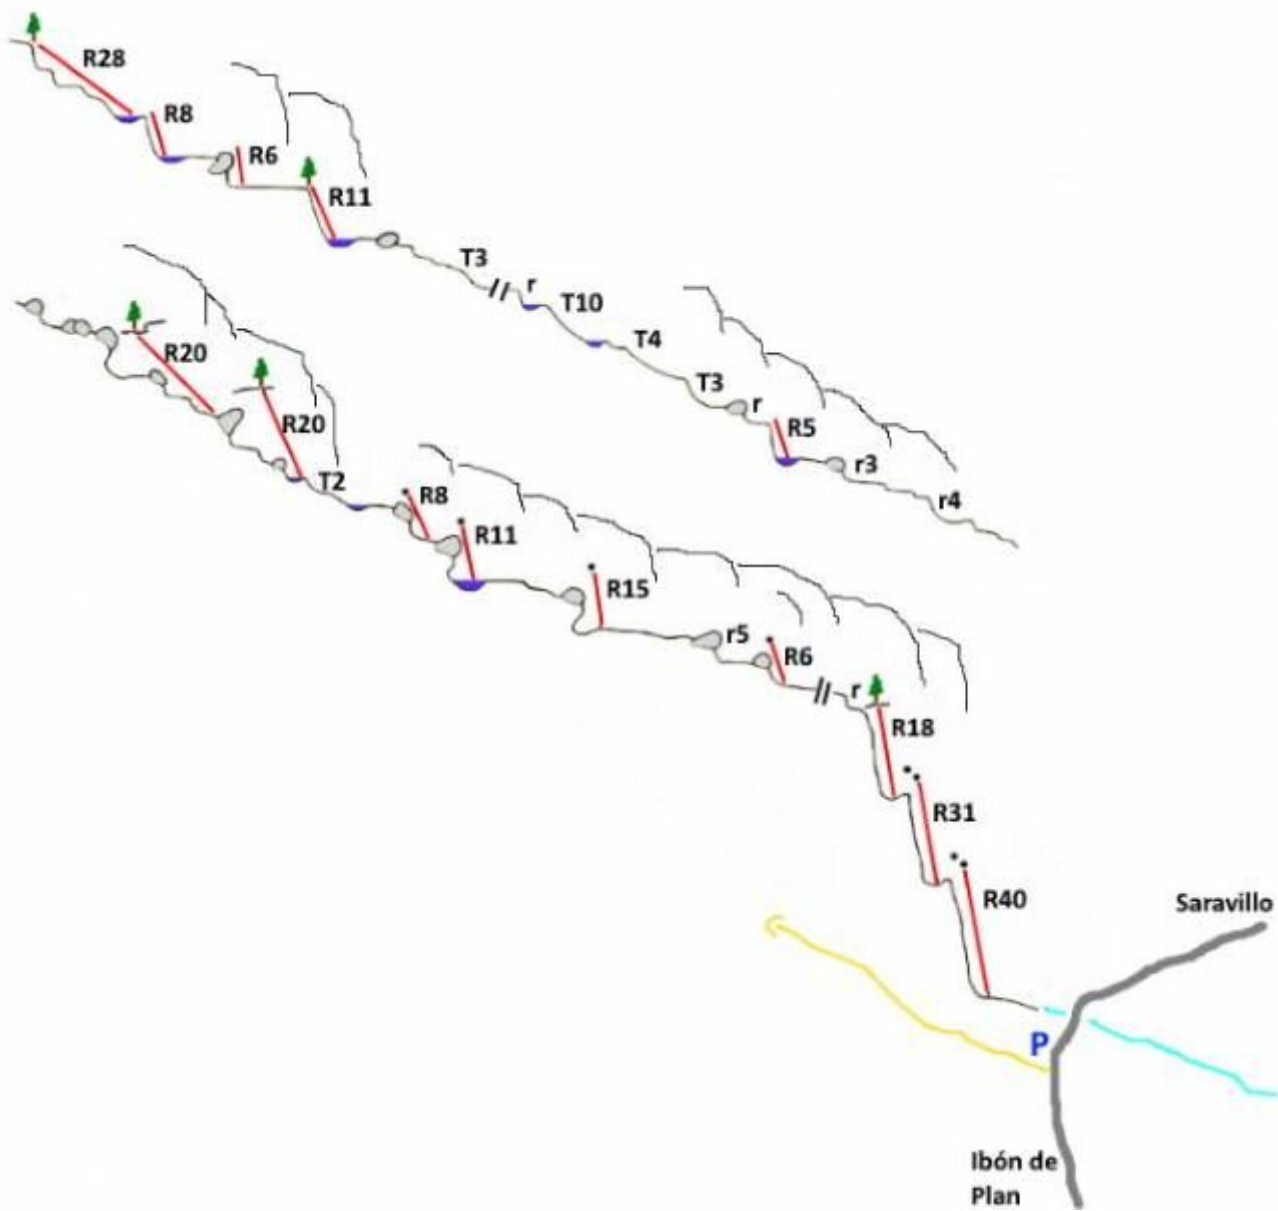 R28
R8
R6
R11
T3
r
T10
T4
T3
r
R5
r3
r4
R20
R20
T2
R8
R11
R15
r5
R6
r
R18
R31
R40
Saravillo
P
Ibón de
Plan